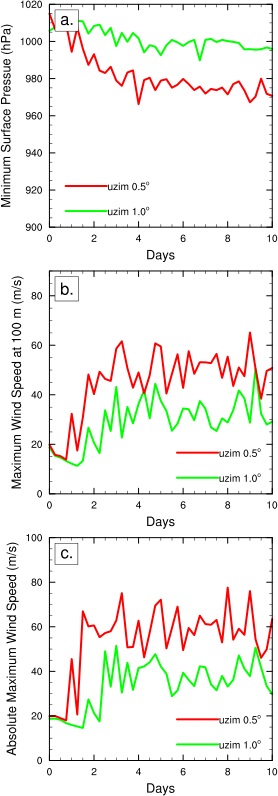 a.
Minimum Surface Pressue (hPa)
1020
1000
980
960
940
920
900
uzim 0.5°
uzim 1.0°
0 2 4 6 8 10
Days
b.
Maximum Wind Speed at 100 m (m/s)
80
60
40
20
0
uzim 0.5°
uzim 1.0°
0 2 4 6 8 10
Days
c.
Absolute Maximum Wind Speed (m/s)
100
80
60
40
20
0
uzim 0.5°
uzim 1.0°
0 2 4 6 8 10
Days